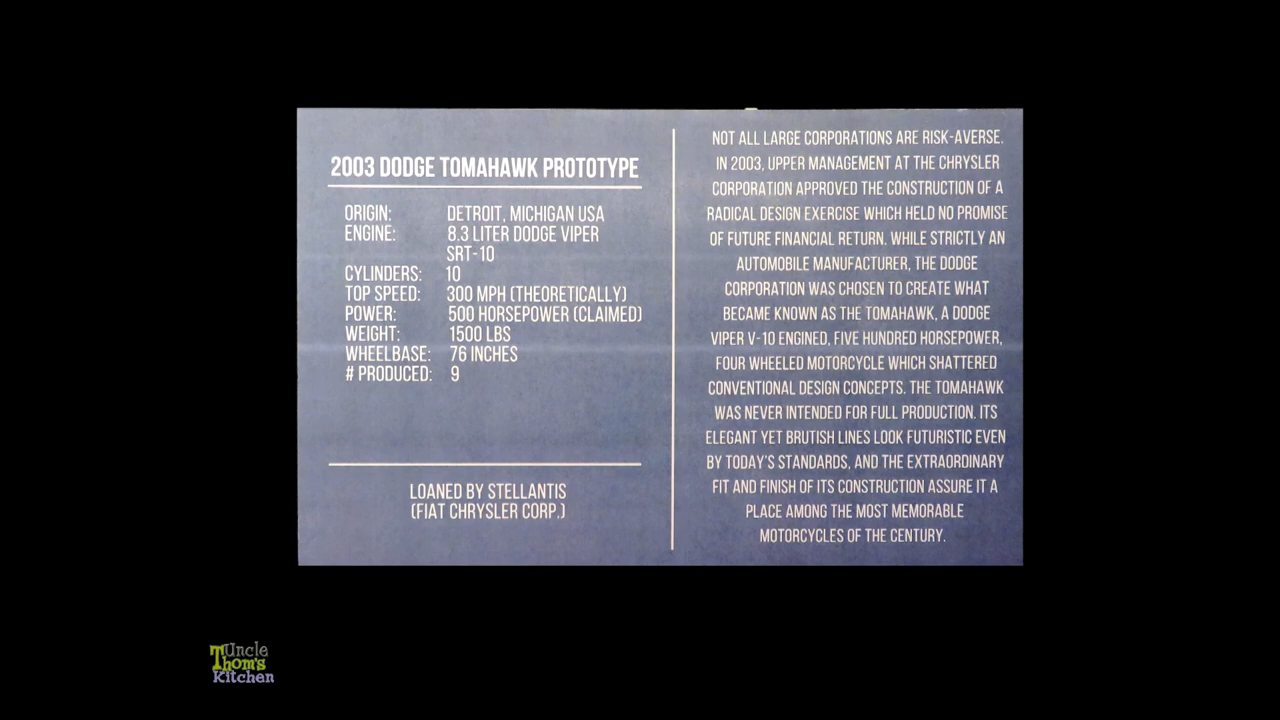 2003 DODGE TOMAHAWK PROTOTYPE
ORIGIN: DETROIT, MICHIGAN USA
ENGINE: 8.3 LITER DODGE VIPER
SRT-10
CYLINDERS: 10
TOP SPEED: 300 MPH (THEORETICALLY)
POWER: 500 HORSEPOWER (CLAIMED)
WEIGHT: 1500 LBS
WHEELBASE: 76 INCHES
# PRODUCED: 9
LOANED BY STELLANTIS
(FIAT CHRYSLER CORP.)
NOT ALL LARGE CORPORATIONS ARE RISK-AVERSE.
IN 2003, UPPER MANAGEMENT AT THE CHRYSLER
CORPORATION APPROVED THE CONSTRUCTION OF A
RADICAL DESIGN EXERCISE WHICH HELD NO PROMISE
OF FUTURE FINANCIAL RETURN. WHILE STRICTLY AN
AUTOMOBILE MANUFACTURER, THE DODGE
CORPORATION WAS CHOSEN TO CREATE WHAT
BECAME KNOWN AS THE TOMAHAWK, A DODGE
VIPER V-10 ENGINED, FIVE HUNDRED HORSEPOWER,
FOUR WHEELED MOTORCYCLE WHICH SHATTERED
CONVENTIONAL DESIGN CONCEPTS. THE TOMAHAWK
WAS NEVER INTENDED FOR FULL PRODUCTION. ITS
ELEGANT YET BRUTISH LINES LOOK FUTURISTIC EVEN
BY TODAY'S STANDARDS, AND THE EXTRAORDINARY
FIT AND FINISH OF ITS CONSTRUCTION ASSURE IT A
PLACE AMONG THE MOST MEMORABLE
MOTORCYCLES OF THE CENTURY.
Uncle
Thom's
Kitchen